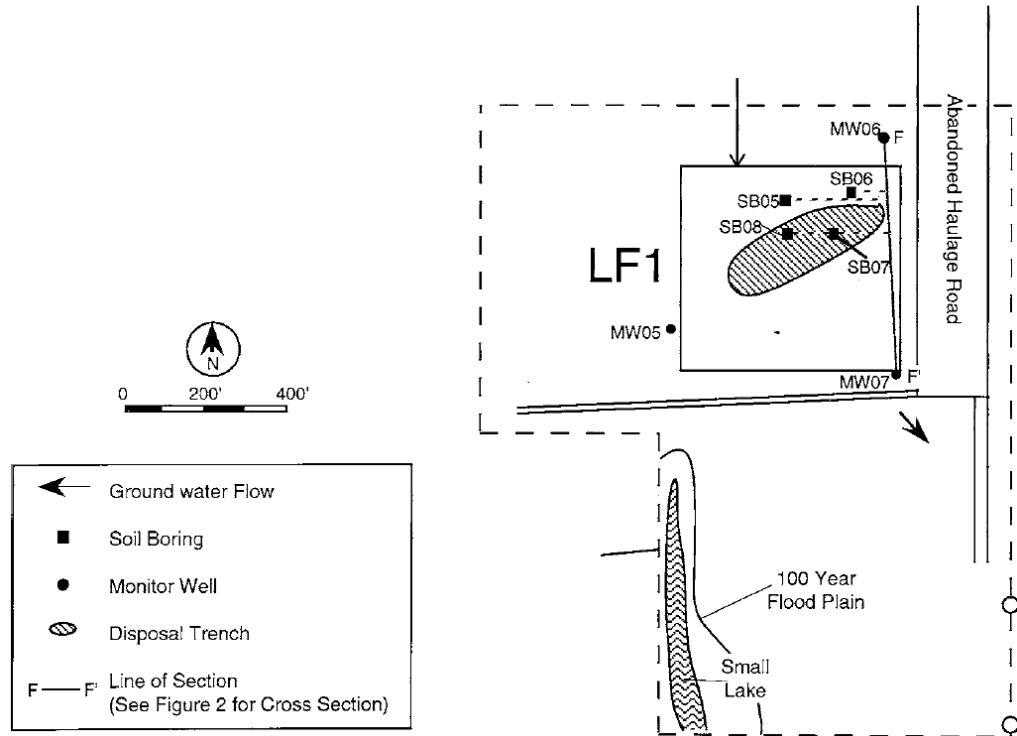 Abandoned Haulage Road
MW06
F
SB06
SB05
SB08
SB07
LF1
MW05
MW07
F'
N
0
200'
400'
Ground water Flow
Soil Boring
Monitor Well
Disposal Trench
F
F'
Line of Section
(See Figure 2 for Cross Section)
100 Year
Flood Plain
Small
Lake